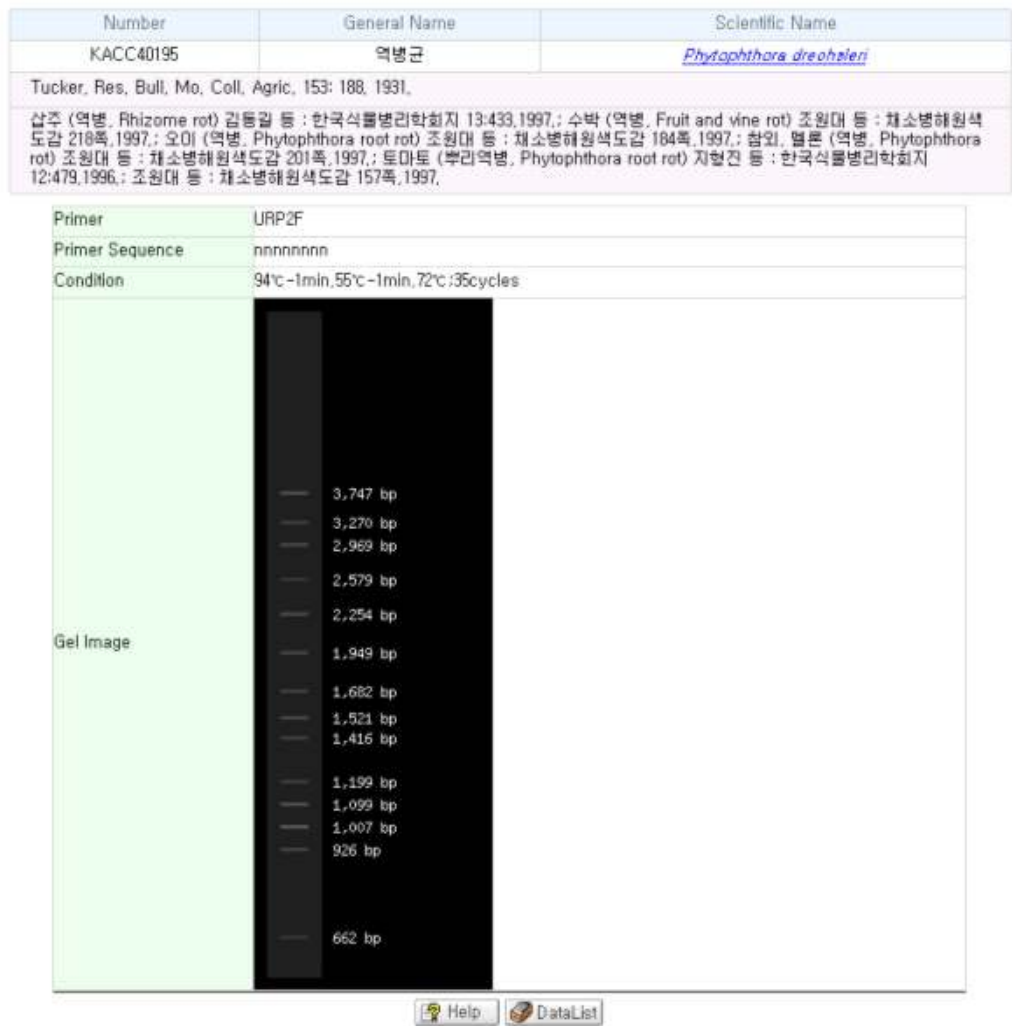 Number General Name Scientific Name
KACC40195 역병균 Phytophthora dreohsleri
Tucker, Res, Bull, Mo, Coll, Agric, 153: 188, 1931,
삽주 (역병, Rhizome rot) 김동길 등 : 한국식물병리학회지 13:433,1997,; 수박 (역병, Fruit and vine rot) 조원대 등 : 채소병해원색
도감 218쪽,1997,; 오이 (역병, Phytophthora root rot) 조원대 등 : 채소병해원색도감 184쪽,1997,; 참외, 멜론 (역병, Phytophthora
rot) 조원대 등 : 채소병해원색도감 201쪽,1997,; 토마토 (뿌리역병, Phytophthora root rot) 지형진 등 : 한국식물병리학회지
12:479,1996,; 조원대 등 : 채소병해원색도감 157쪽,1997,
Primer URP2F
Primer Sequence nnnnnnnn
Condition 94℃-1min,55℃-1min,72℃;35cycles
Gel Image
3,747 bp
3,270 bp
2,969 bp
2,579 bp
2,254 bp
1,949 bp
1,682 bp
1,521 bp
1,416 bp
1,199 bp
1,099 bp
1,007 bp
926 bp
662 bp
Help DataList